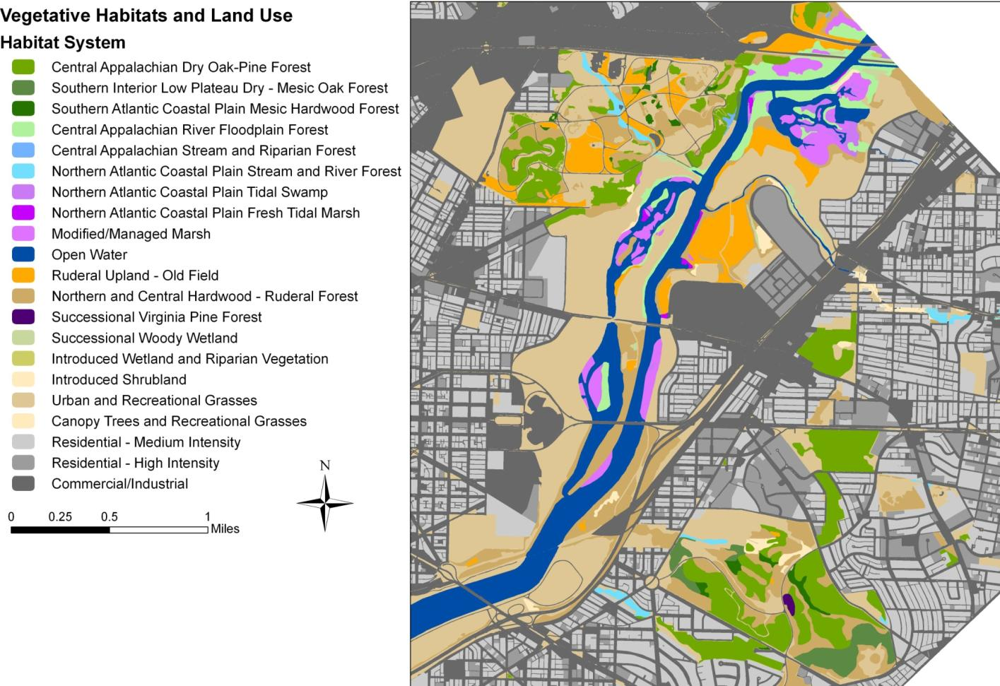 Vegetative Habitats and Land Use
Habitat System
Central Appalachian Dry Oak-Pine Forest
Southern Interior Low Plateau Dry - Mesic Oak Forest
Southern Atlantic Coastal Plain Mesic Hardwood Forest
Central Appalachian River Floodplain Forest
Central Appalachian Stream and Riparian Forest
Northern Atlantic Coastal Plain Stream and River Forest
Northern Atlantic Coastal Plain Tidal Swamp
Northern Atlantic Coastal Plain Fresh Tidal Marsh
Modified/Managed Marsh
Open Water
Ruderal Upland - Old Field
Northern and Central Hardwood - Ruderal Forest
Successional Virginia Pine Forest
Successional Woody Wetland
Introduced Wetland and Riparian Vegetation
Introduced Shrubland
Urban and Recreational Grasses
Canopy Trees and Recreational Grasses
Residential - Medium Intensity
Residential - High Intensity
Commercial/Industrial
N
0 0.25 0.5 1
Miles